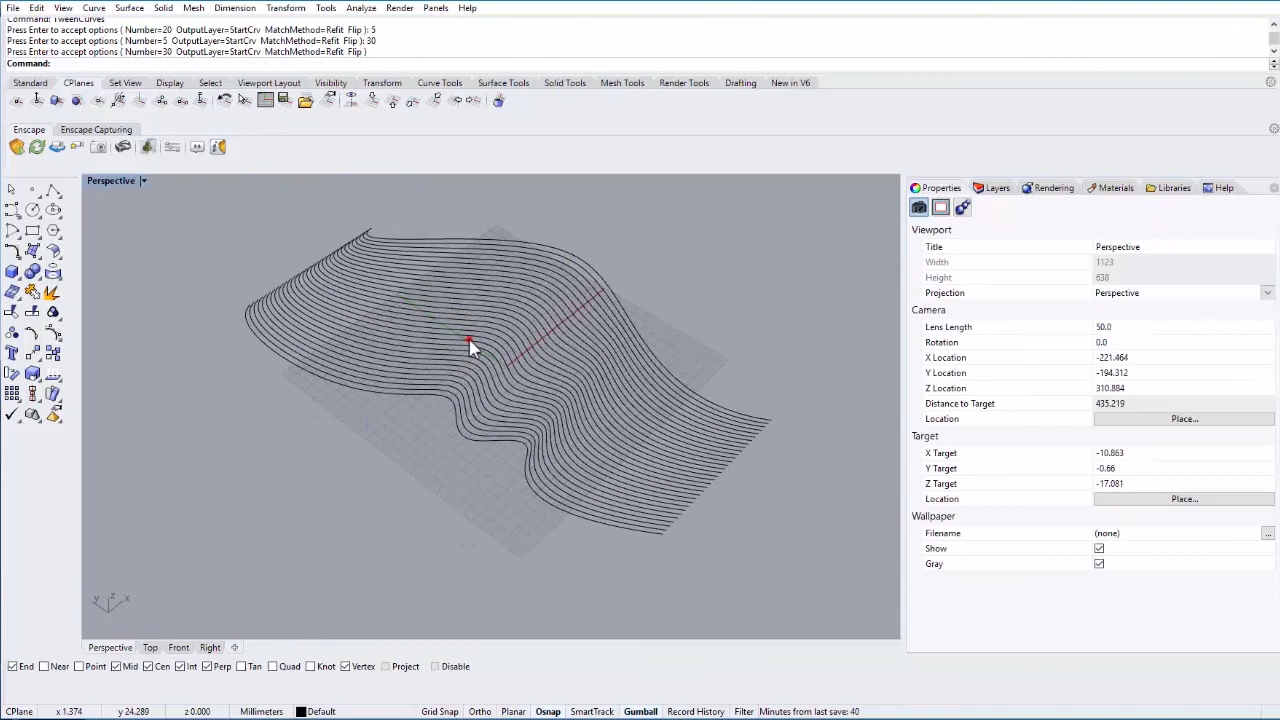 File Edit View Curve Surface Solid Mesh Dimension Transform Tools Analyze Render Panels Help
Command: TweenCurves
Press Enter to accept options ( Number=20 OutputLayer=StartCrv MatchMethod=Refit Flip ): 5
Press Enter to accept options ( Number=5 OutputLayer=StartCrv MatchMethod=Refit Flip ): 30
Press Enter to accept options ( Number=30 OutputLayer=StartCrv MatchMethod=Refit Flip )
Command:
Standard CPlanes Set View Display Select Viewport Layout Visibility Transform Curve Tools Surface Tools Solid Tools Mesh Tools Render Tools Drafting New in V6
Enscape Enscape Capturing
Perspective
Properties Layers Rendering Materials Libraries Help
Viewport
Title Perspective
Width 1123
Height 638
Projection Perspective
Camera
Lens Length 50.0
Rotation 0.0
X Location -221.464
Y Location -194.312
Z Location 310.884
Distance to Target 435.219
Location Place...
Target
X Target -10.863
Y Target -0.66
Z Target -17.081
Location Place...
Wallpaper
Filename (none) ...
Show
Gray
y z x
Perspective Top Front Right
End Near Point Mid Cen Int Perp Tan Quad Knot Vertex Project Disable
CPlane x 1.374 y 24.289 z 0.000 Millimeters Default Grid Snap Ortho Planar Osnap SmartTrack Gumball Record History Filter Minutes from last save: 40